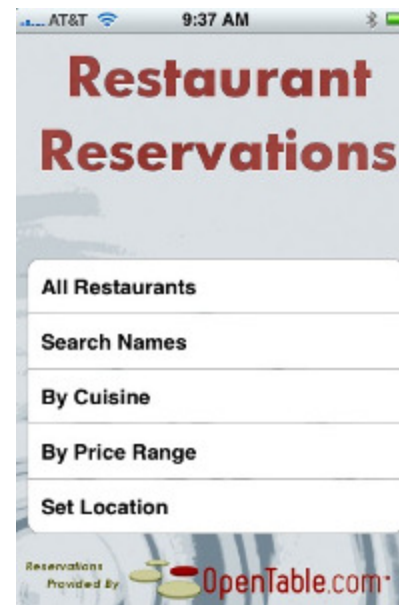 AT&T 9:37 AM
Restaurant
Reservations
All Restaurants
Search Names
By Cuisine
By Price Range
Set Location
Reservations
Provided By
OpenTable.com